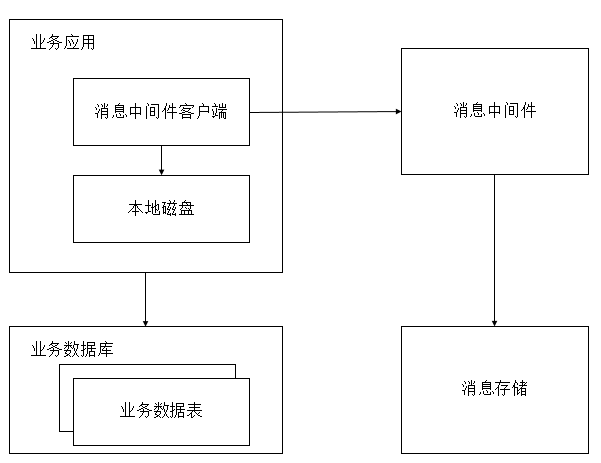 业务应用
消息中间件客户端
消息中间件
本地磁盘
业务数据库
业务数据表
消息存储